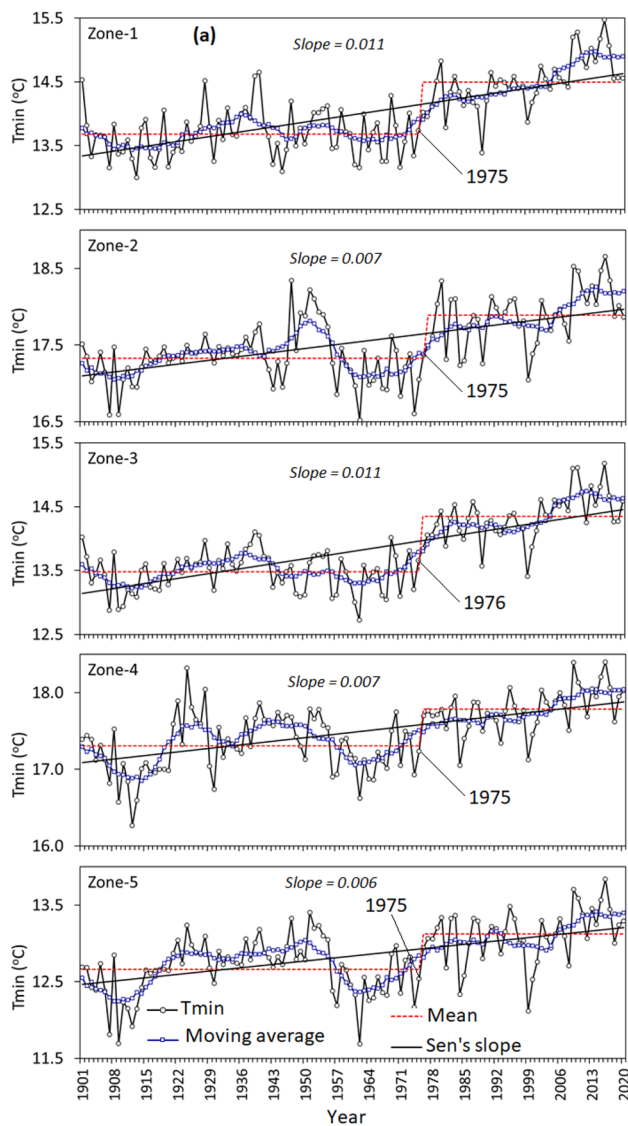 Zone-1
(a)
Slope = 0.011
Tmin (°C)
15.5
14.5
13.5
12.5
1975
Zone-2
Slope = 0.007
Tmin (°C)
18.5
17.5
16.5
1975
Zone-3
Slope = 0.011
Tmin (°C)
15.5
14.5
13.5
12.5
1976
Zone-4
Slope = 0.007
Tmin (°C)
18.0
17.0
16.0
1975
Zone-5
Slope = 0.006
1975
Tmin (°C)
13.5
12.5
11.5
Tmin
Mean
Moving average
Sen's slope
1901
1908
1915
1922
1929
1936
1943
1950
1957
1964
1971
1978
1985
1992
1999
2006
2013
2020
Year